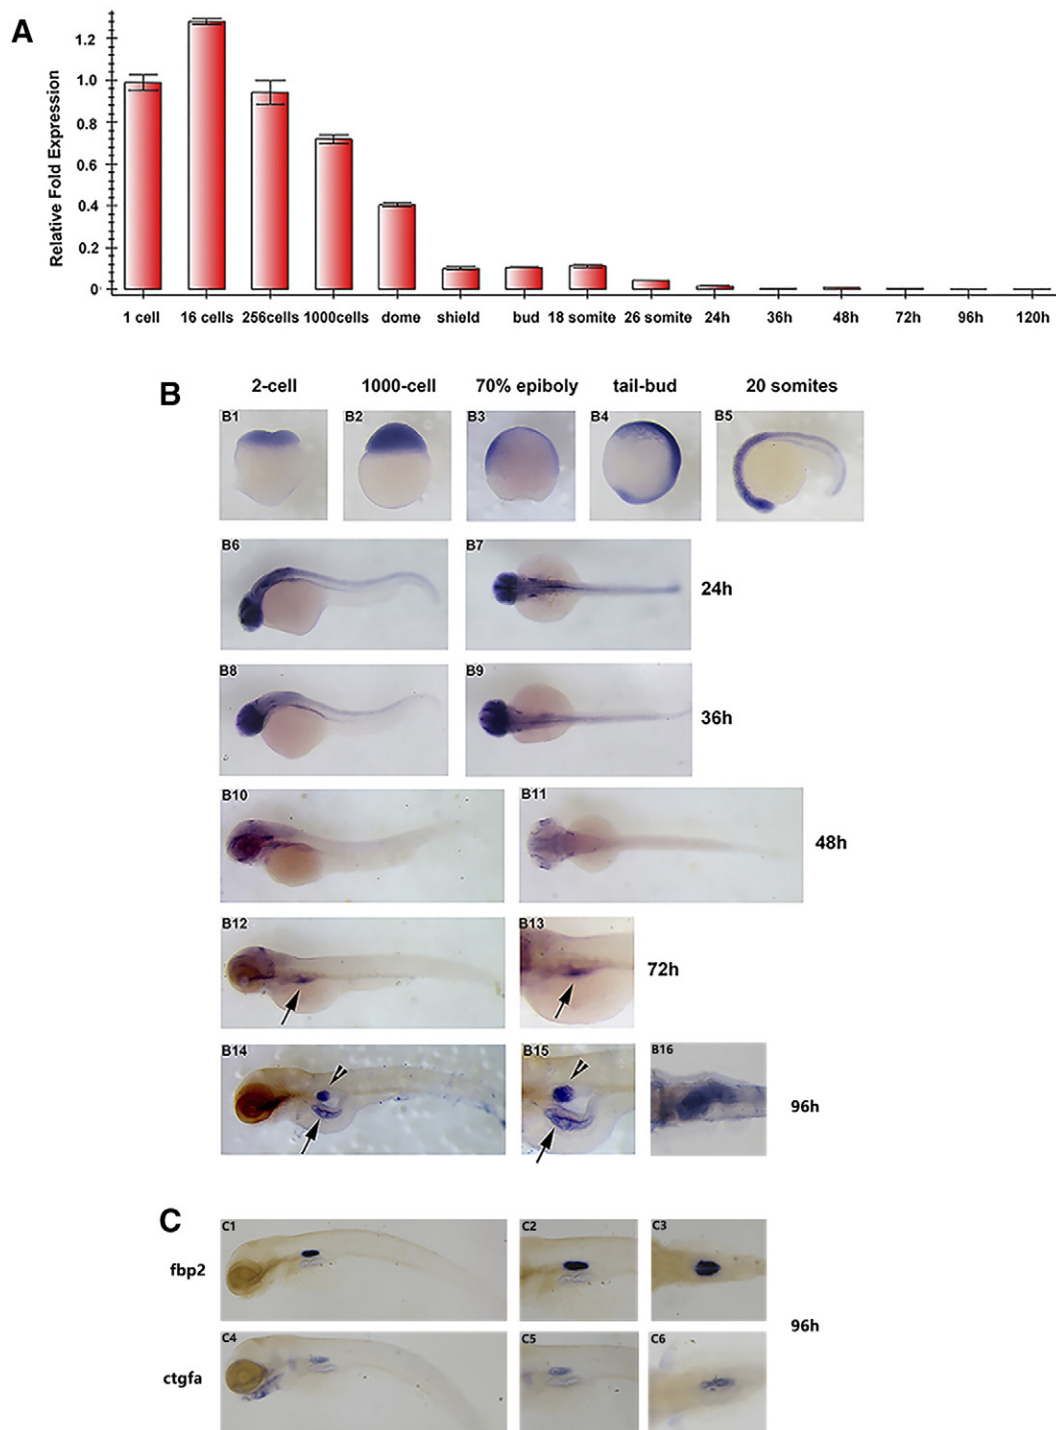 A
Relative Fold Expression
1.2
1.0
0.8
0.6
0.4
0.2
0
1 cell 16 cells 256cells 1000cells dome shield bud 18 somite 26 somite 24h 36h 48h 72h 96h 120h
B
2-cell 1000-cell 70% epiboly tail-bud 20 somites
B1 B2 B3 B4 B5
B6 B7
24h
B8 B9
36h
B10 B11
48h
B12 B13
72h
B14 B15 B16
96h
C
C1 C2 C3
fbp2
96h
C4 C5 C6
ctgfa